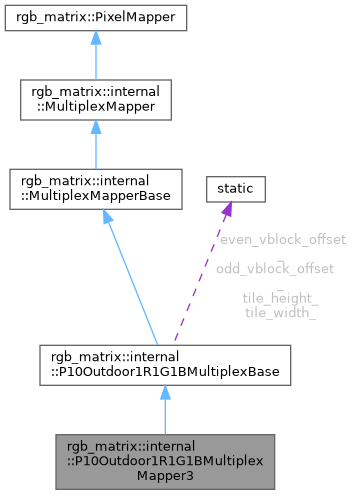 rgb_matrix::PixelMapper
rgb_matrix::internal
::MultiplexMapper
rgb_matrix::internal
::MultiplexMapperBase
static
even_vblock_offset
_
odd_vblock_offset
_
tile_height_
tile_width_
rgb_matrix::internal
::P10Outdoor1R1G1BMultiplexBase
rgb_matrix::internal
::P10Outdoor1R1G1BMultiplex
Mapper3